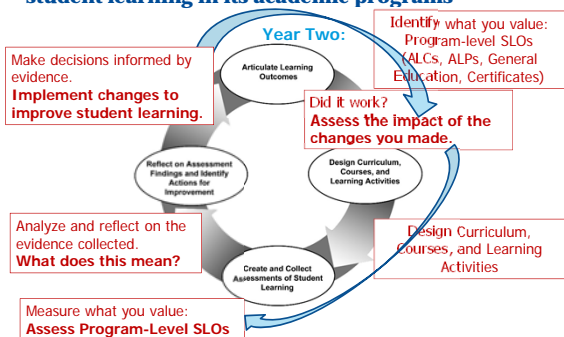 student learning in its academic programs
Year Two:
Identify what you value:
Program-level SLOs
(ALCs, ALPs, General
Education, Certificates)
Make decisions informed by
evidence.
Implement changes to
improve student learning.
Articulate Learning
Outcomes
Did it work?
Assess the impact of the
changes you made.
Reflect on Assessment
Findings and Identify
Actions for
Improvement
Design Curriculum,
Courses, and
Learning Activities
Analyze and reflect on the
evidence collected.
What does this mean?
Design Curriculum,
Courses, and Learning
Activities
Create and Collect
Assessments of Student
Learning
Measure what you value:
Assess Program-Level SLOs